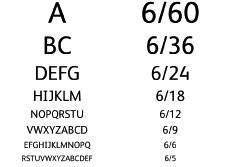 A 6/60
BC 6/36
DEFG 6/24
HIJKLM 6/18
NOPQRSTU 6/12
VWXYZABCD 6/9
EFGHIJKLMNOPQ 6/6
RSTUVWXYZABCDEF 6/5